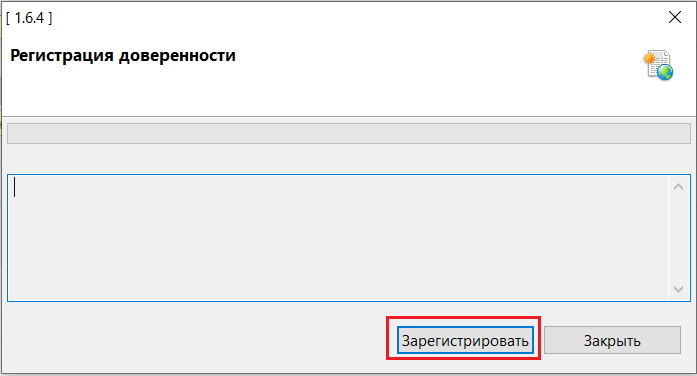 [ 1.6.4 ]
Регистрация доверенности
Зарегистрировать
Закрыть